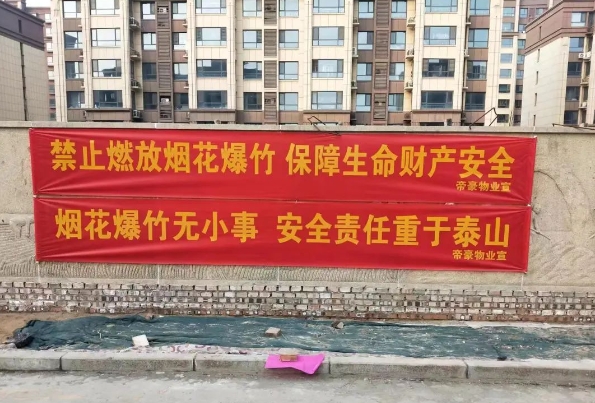 禁止燃放烟花爆竹 保障生命财产安全
帝豪物业宣
烟花爆竹无小事 安全责任重于泰山
帝豪物业宣